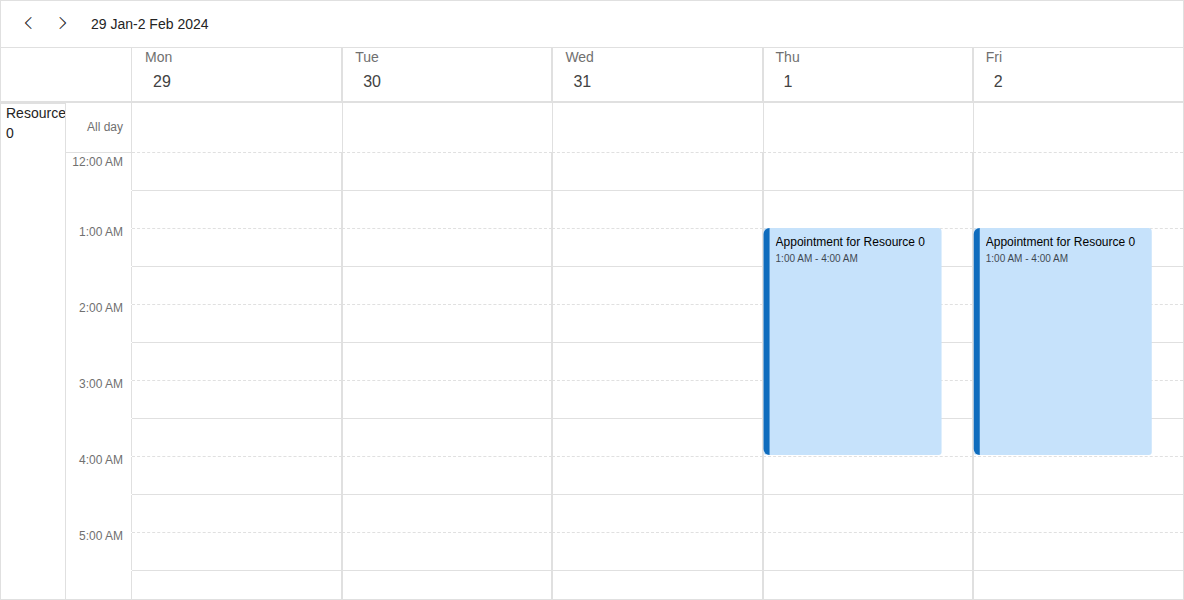 29 Jan-2 Feb 2024
Mon
Tue
Wed
Thu
Fri
29
30
31
1
2
Resource
0
All day
12:00 AM
1:00 AM
2:00 AM
3:00 AM
4:00 AM
5:00 AM
Appointment for Resource 0
1:00 AM - 4:00 AM
Appointment for Resource 0
1:00 AM - 4:00 AM